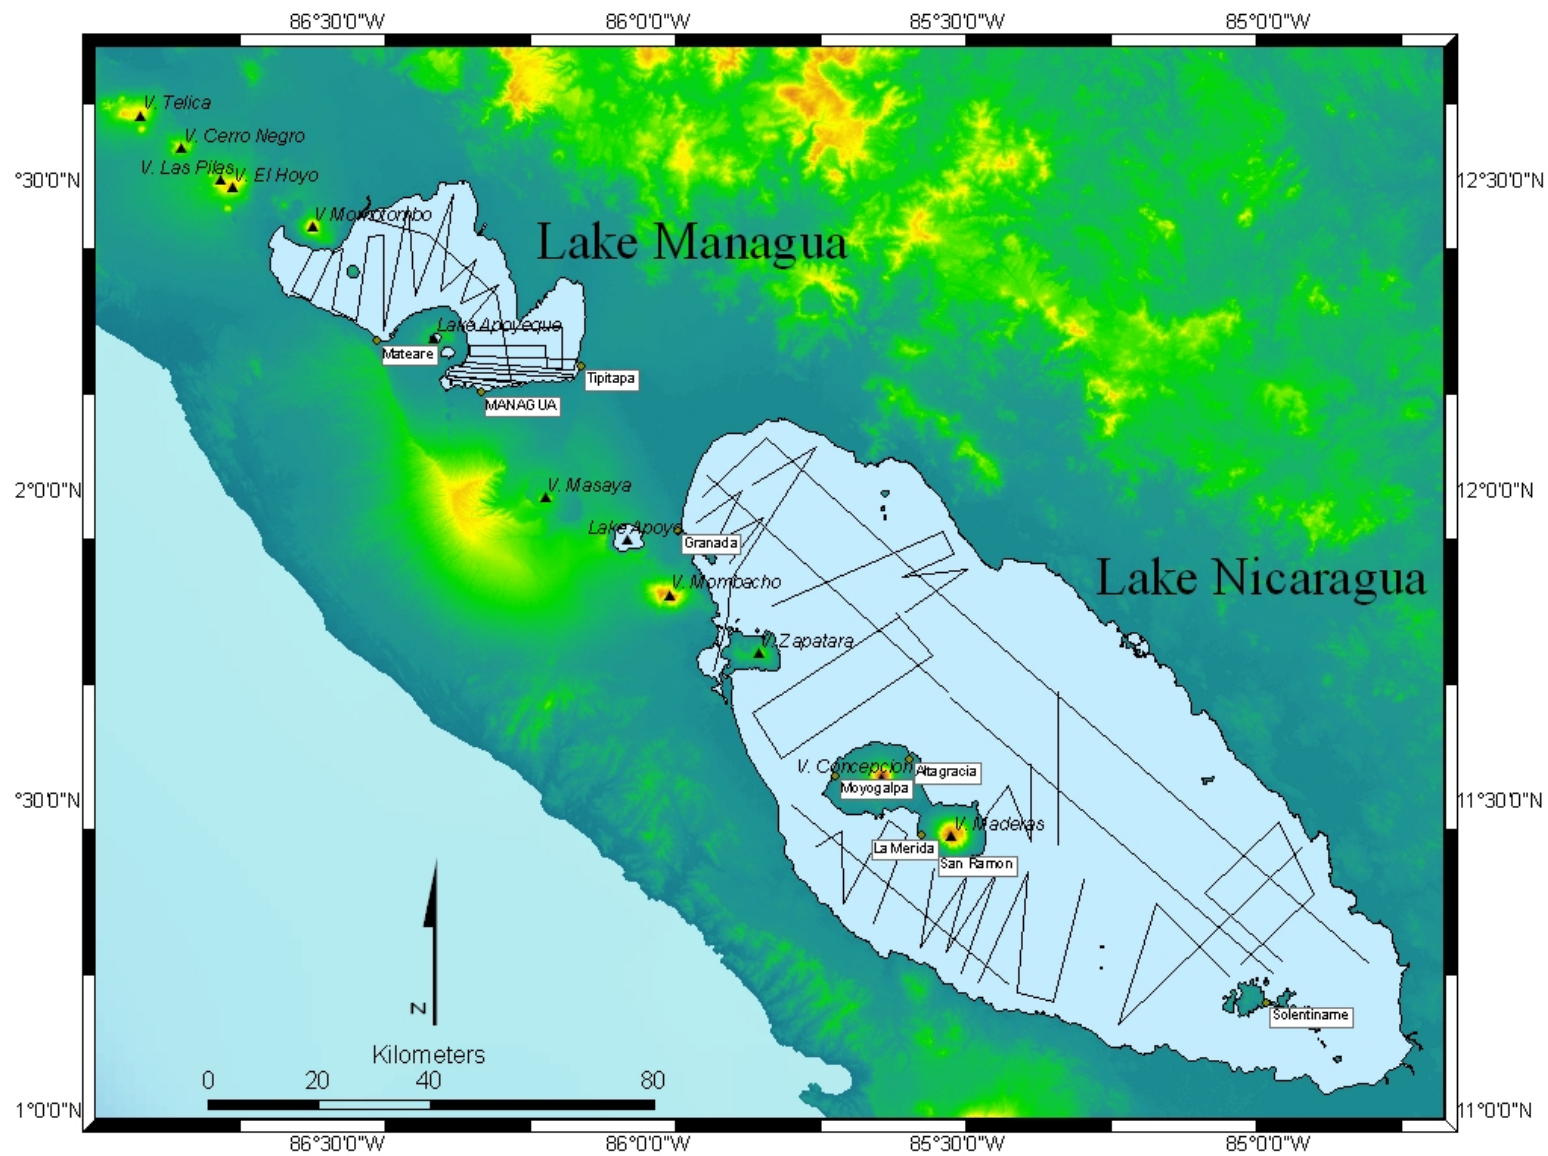 86°30'0"W 86°0'0"W 85°30'0"W 85°0'0"W
V. Telica
V. Cerro Negro
V. Las Pilas
V. El Hoyo
°30'0"N
12°30'0"N
V Momotombo
Lake Managua
Lake Apoyeque
Mateare
Tipitapa
MANAGUA
V. Masaya
2°0'0"N
12°0'0"N
Lake Apoyo
Granada
V. Mombacho
Lake Nicaragua
V. Zapatara
V. Concepcion
Altagracia
Moyogalpa
°30'0"N
11°30'0"N
V. Maderas
La Merida
San Ramon
N
Solentiname
Kilometers
0 20 40 80
1°0'0"N
11°0'0"N
86°30'0"W 86°0'0"W 85°30'0"W 85°0'0"W